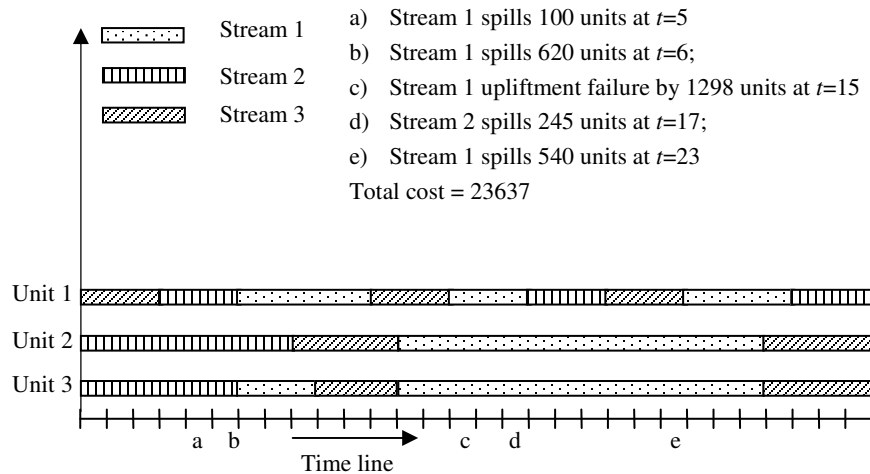 Stream 1
Stream 2
Stream 3
a) Stream 1 spills 100 units at t=5
b) Stream 1 spills 620 units at t=6;
c) Stream 1 upliftment failure by 1298 units at t=15
d) Stream 2 spills 245 units at t=17;
e) Stream 1 spills 540 units at t=23
Total cost = 23637
Unit 1
Unit 2
Unit 3
a b c d e
Time line